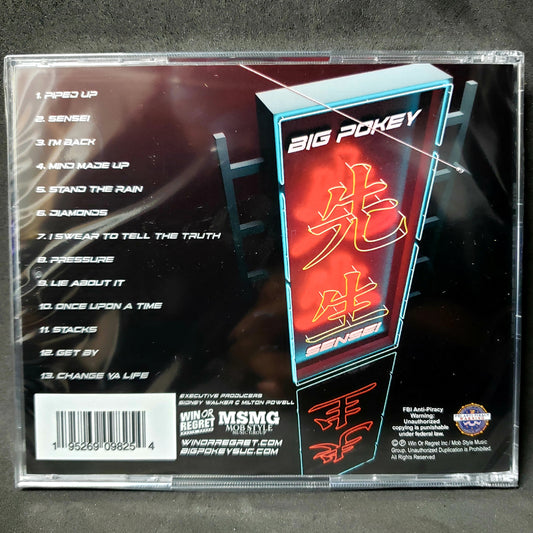 1. PIPED UP
2. SENSEI
3. I'M BACK
4. MIND MADE UP
5. STAND THE RAIN
6. DIAMONDS
7. I SWEAR TO TELL THE TRUTH
8. PRESSURE
9. LIE ABOUT IT
10. ONCE UPON A TIME
11. STACKS
12. GET BY
13. CHANGE YA LIFE
BIG POKEY
先
生
SENSEI
EXECUTIVE PRODUCERS
SIDNEY WALKER & MILTON POWELL
WIN OR
REGRET
MSMG
MOB STYLE
MUSIC GROUP
WINORREGRET.COM
BIGPOKEYSUC.COM
1 95269 09825 4
FBI Anti-Piracy
Warning:
Unauthorized
copying is punishable
under federal law.
© ℗ Win Or Regret Inc / Mob Style Music
Group. Unauthorized Duplication is Prohibited.